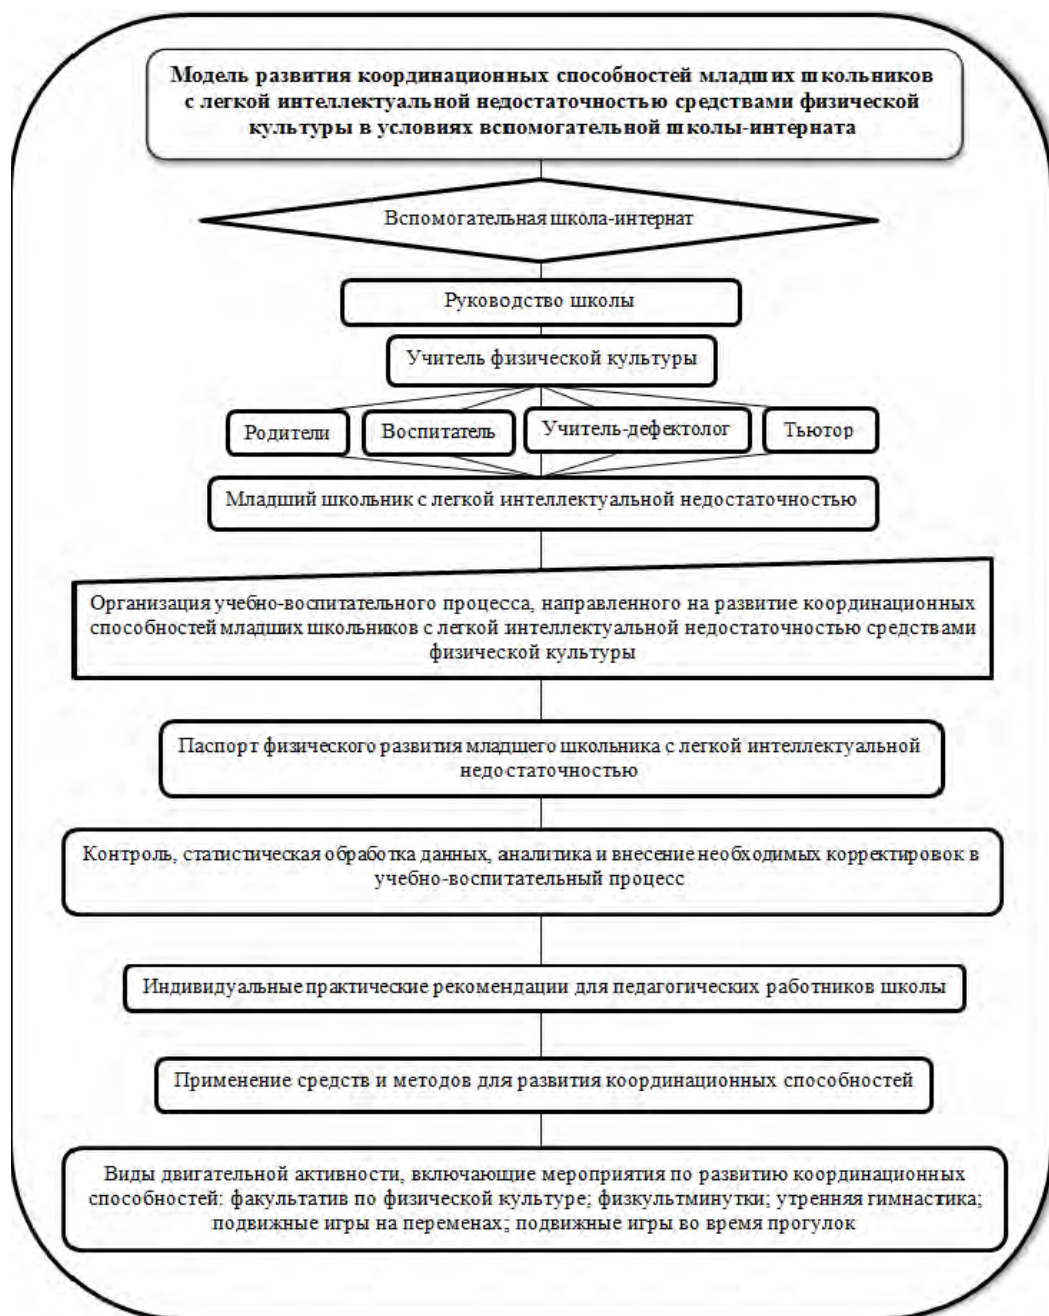 Модель развития координационных способностей младших школьников
с легкой интеллектуальной недостаточностью средствами физической
культуры в условиях вспомогательной школы-интерната
Вспомогательная школа-интернат
Руководство школы
Учитель физической культуры
Родители
Воспитатель
Учитель-дефектолог
Тьютор
Младший школьник с легкой интеллектуальной недостаточностью
Организация учебно-воспитательного процесса, направленного на развитие координационных
способностей младших школьников с легкой интеллектуальной недостаточностью средствами
физической культуры
Паспорт физического развития младшего школьника с легкой интеллектуальной
недостаточностью
Контроль, статистическая обработка данных, аналитика и внесение необходимых корректировок в
учебно-воспитательный процесс
Индивидуальные практические рекомендации для педагогических работников школы
Применение средств и методов для развития координационных способностей
Виды двигательной активности, включающие мероприятия по развитию координационных
способностей: факультатив по физической культуре; физкультминутки; утренняя гимнастика;
подвижные игры на переменах; подвижные игры во время прогулок